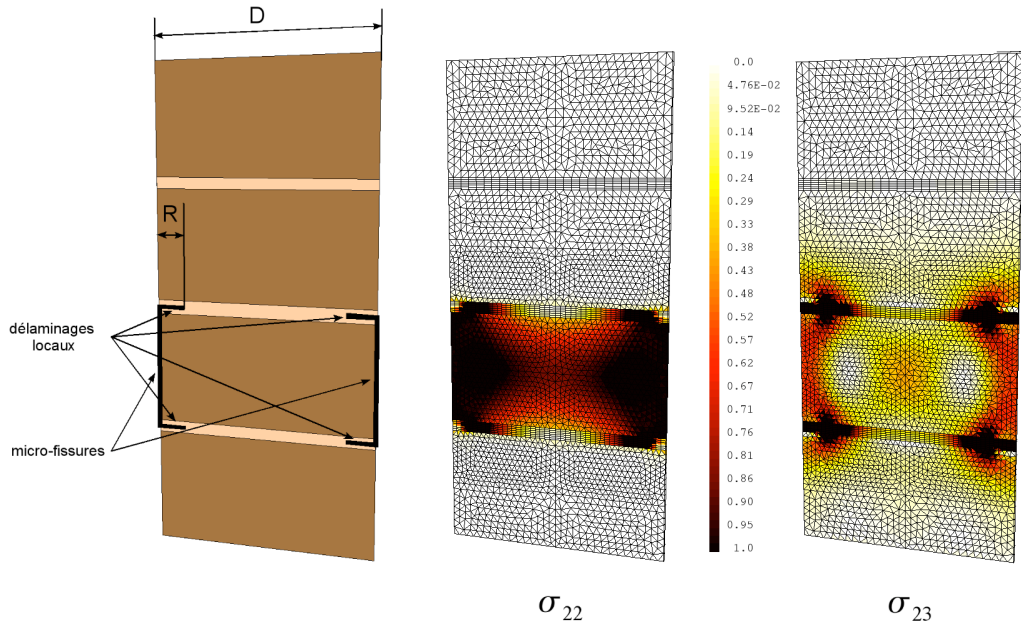 D
R
délaminages
locaux
micro-fissures
0.0
4.76E-02
9.52E-02
0.14
0.19
0.24
0.29
0.33
0.38
0.43
0.48
0.52
0.57
0.62
0.67
0.71
0.76
0.81
0.86
0.90
0.95
1.0
σ22
σ23